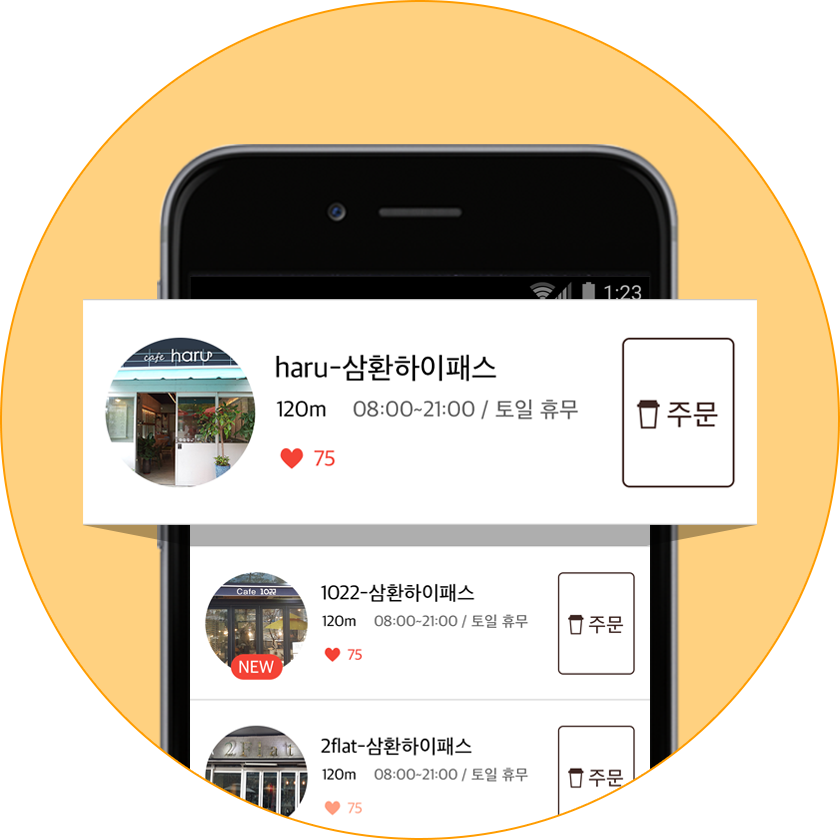 1:23
cafe haru
haru-삼환하이패스
120m 08:00~21:00 / 토일 휴무
75
주문
Cafe 1022
NEW
1022-삼환하이패스
120m 08:00~21:00 / 토일 휴무
75
주문
2flat
2flat-삼환하이패스
120m 08:00~21:00 / 토일 휴무
75
주문